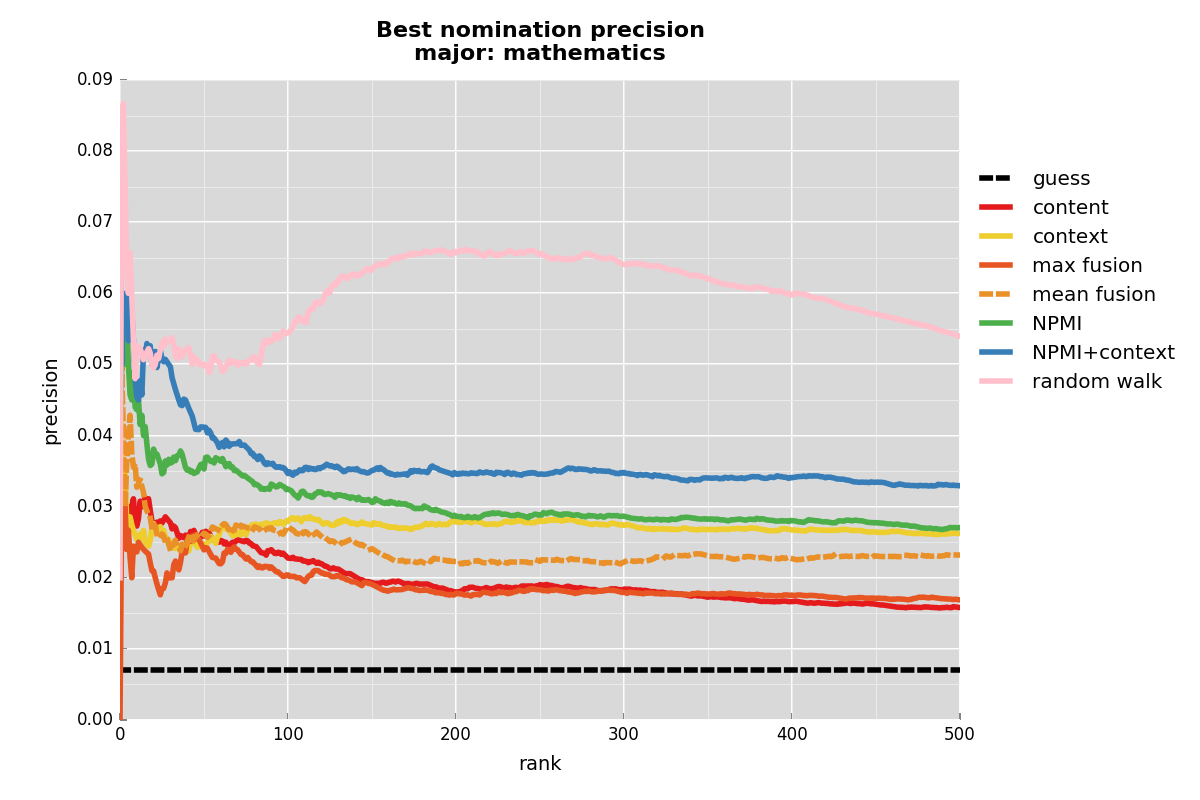 Best nomination precision
major: mathematics
precision
0.09
0.08
0.07
0.06
0.05
0.04
0.03
0.02
0.01
0.00
0
100
200
300
400
500
rank
guess
content
context
max fusion
mean fusion
NPMI
NPMI+context
random walk